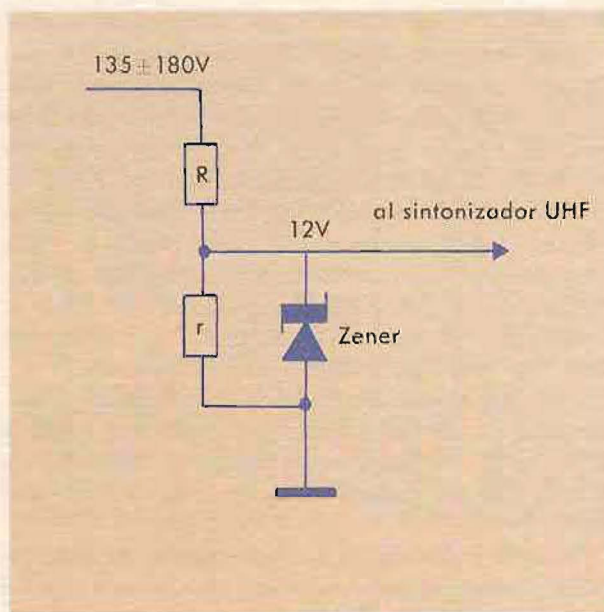 135 ÷ 180V
R
al sintonizador UHF
12V
r
Zener